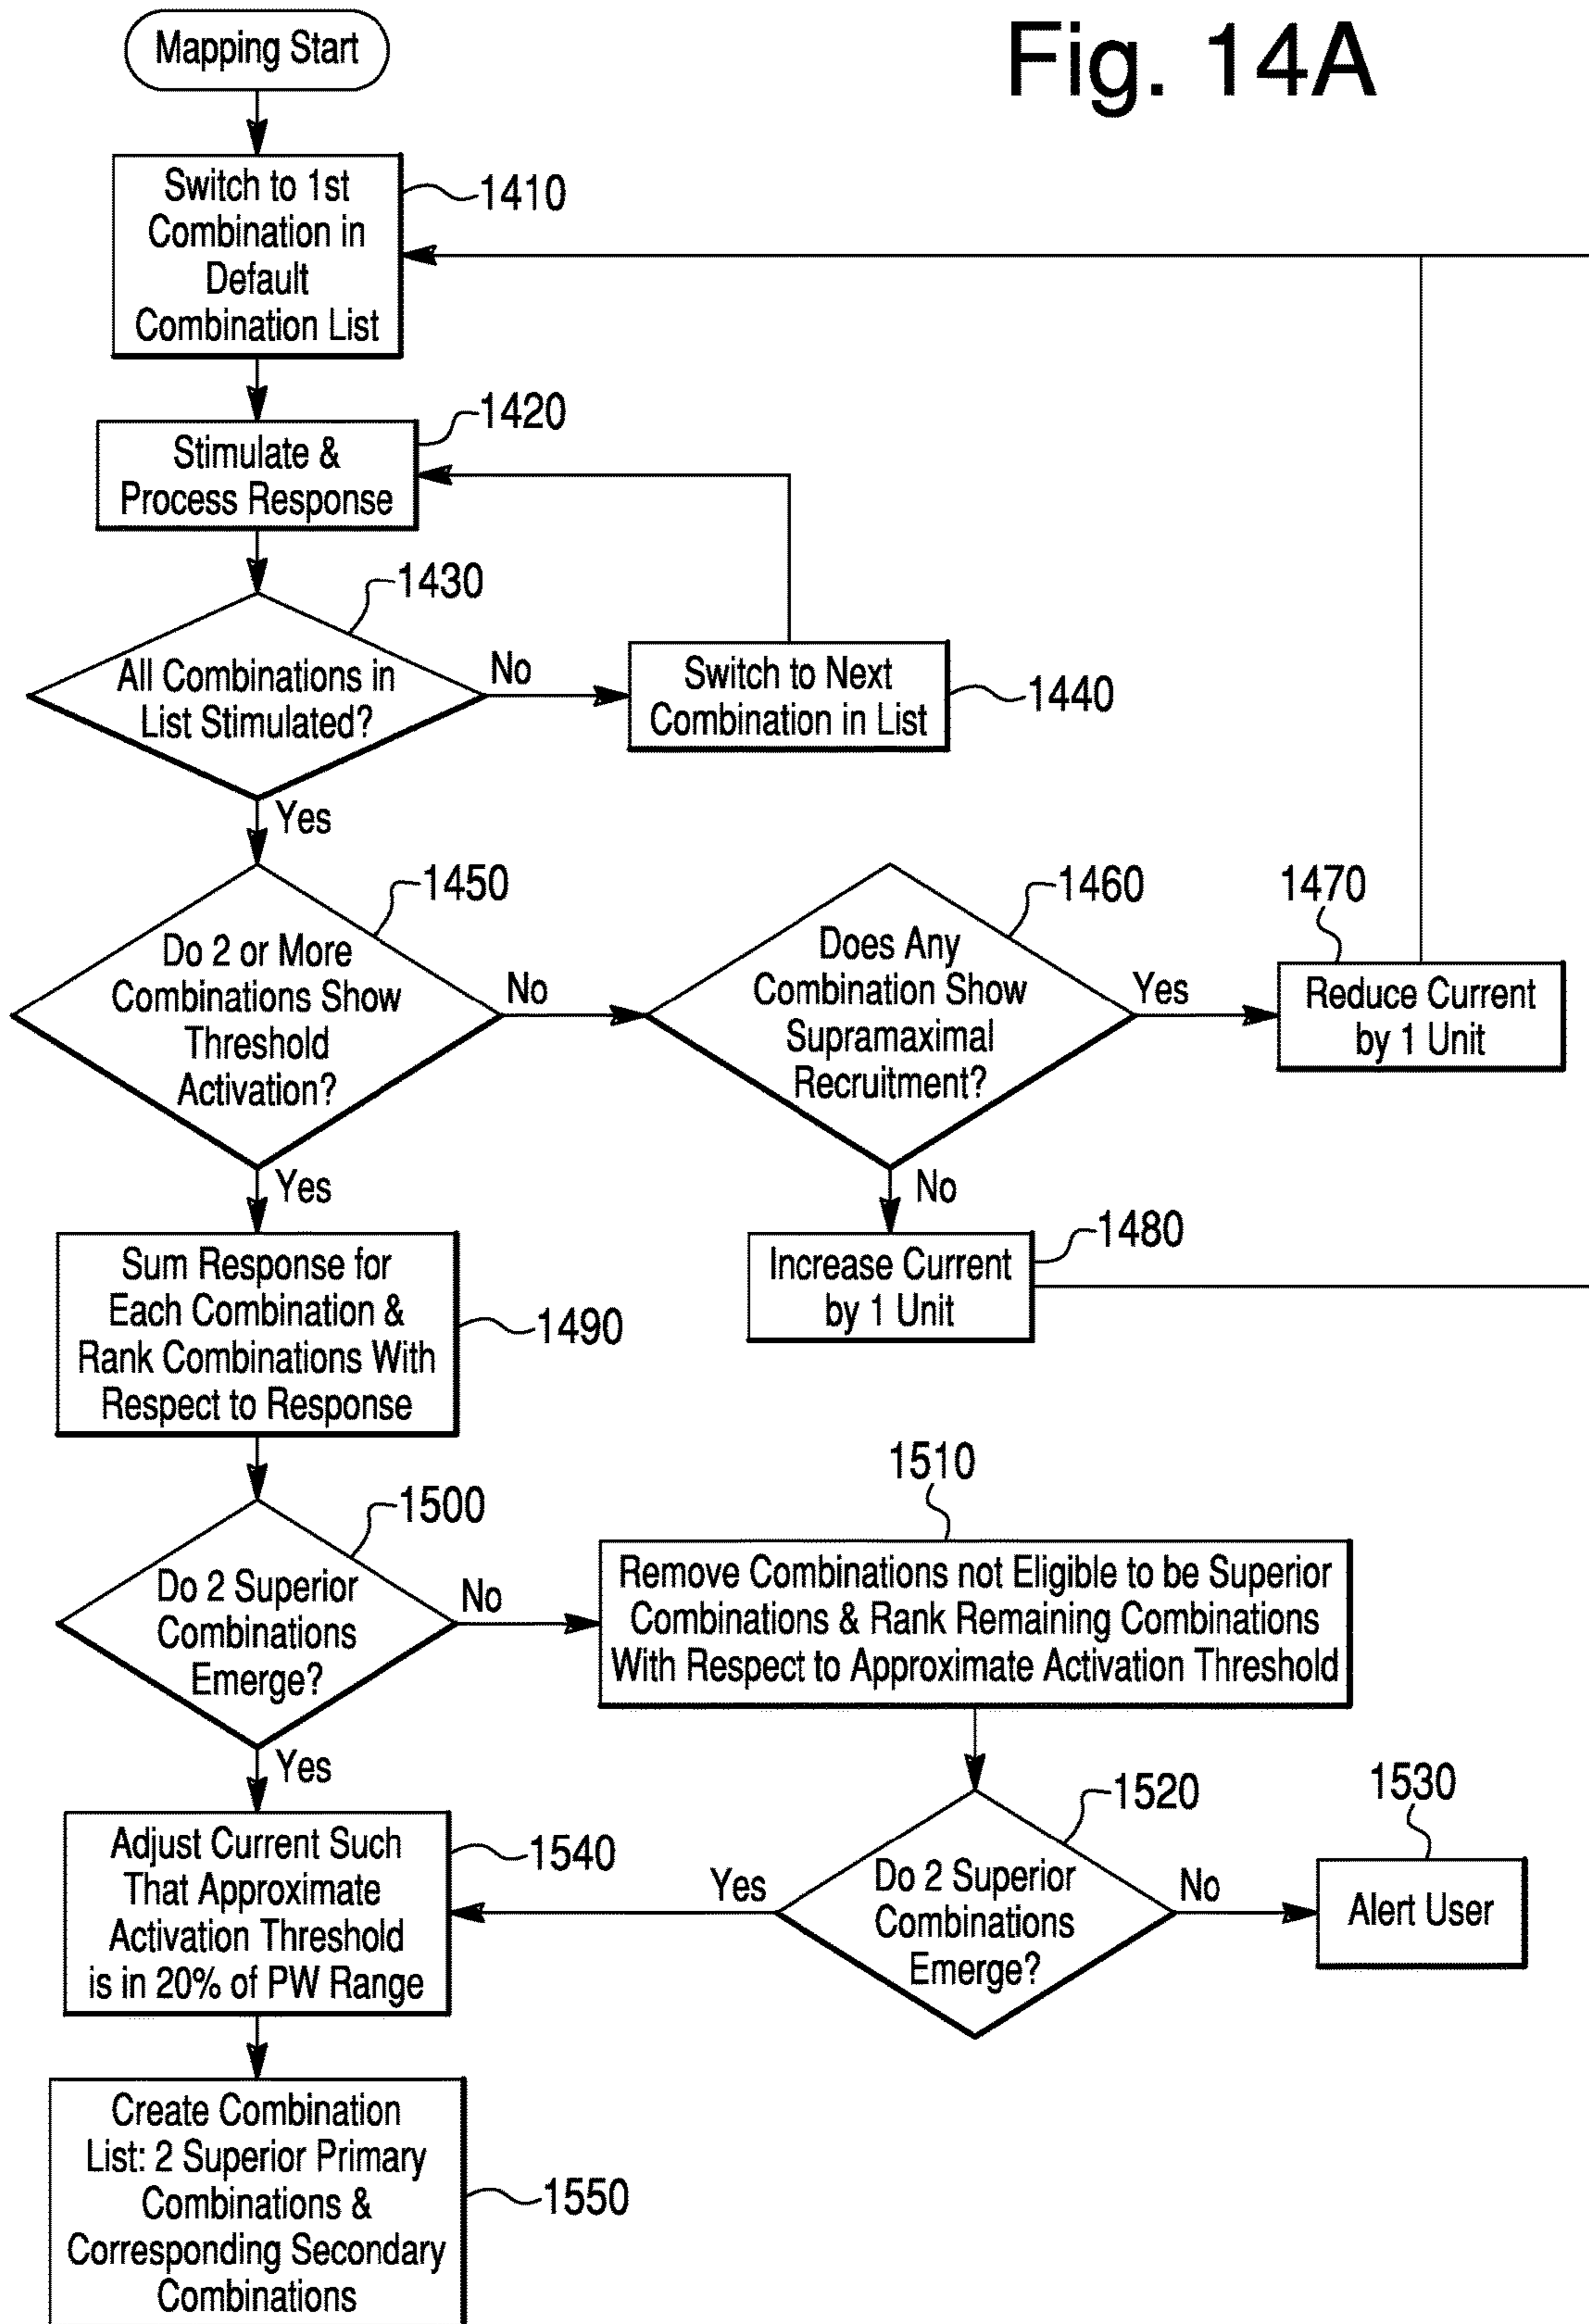 Fig. 14A
Mapping Start
Switch to 1st
Combination in
Default
Combination List
1410
Stimulate &
Process Response
1420
1430
All Combinations in
List Stimulated?
No
Switch to Next
Combination in List
1440
Yes
1450
Do 2 or More
Combinations Show
Threshold
Activation?
No
1460
Does Any
Combination Show
Supramaximal
Recruitment?
Yes
1470
Reduce Current
by 1 Unit
Yes
No
1480
Increase Current
by 1 Unit
Sum Response for
Each Combination &
Rank Combinations With
Respect to Response
1490
1500
Do 2 Superior
Combinations
Emerge?
No
1510
Remove Combinations not Eligible to be Superior
Combinations & Rank Remaining Combinations
With Respect to Approximate Activation Threshold
Yes
1520
Do 2 Superior
Combinations
Emerge?
Yes
No
1530
Alert User
Adjust Current Such
That Approximate
Activation Threshold
is in 20% of PW Range
1540
Create Combination
List: 2 Superior Primary
Combinations &
Corresponding Secondary
Combinations
1550